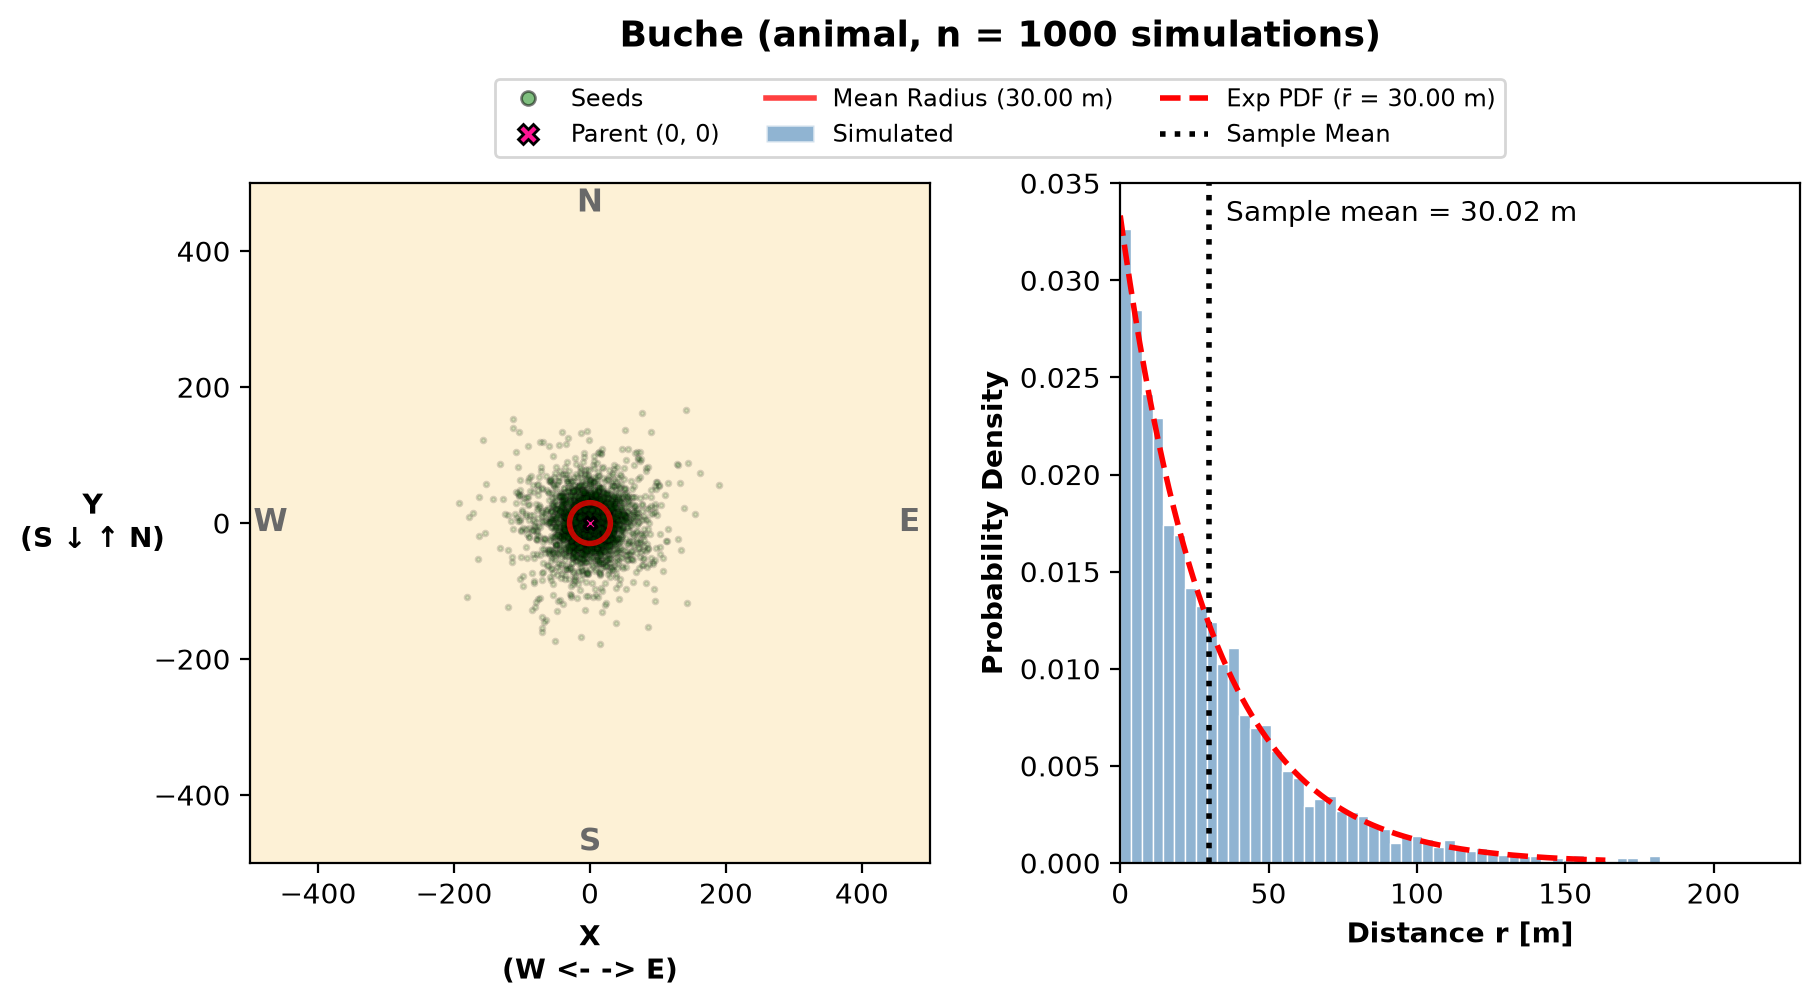 Buche (animal, n = 1000 simulations)
Seeds
Parent (0, 0)
Mean Radius (30.00 m)
Simulated
Exp PDF (r̄ = 30.00 m)
Sample Mean
N
W
E
S
400
200
0
−200
−400
−400
−200
0
200
400
Y
(S ↓ ↑ N)
X
(W <- -> E)
Sample mean = 30.02 m
0.035
0.030
0.025
0.020
0.015
0.010
0.005
0.000
0
50
100
150
200
Probability Density
Distance r [m]